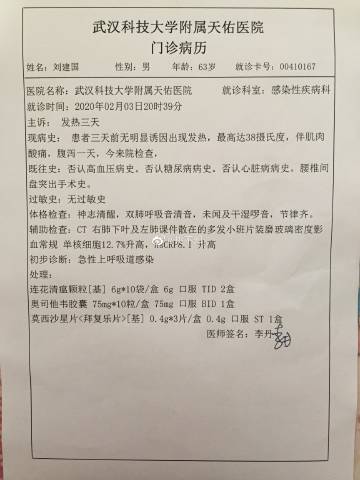 武汉科技大学附属天佑医院
门诊病历
姓名：刘建国 性别：男 年龄：63岁 就诊卡号：00410167
医院名称：武汉科技大学附属天佑医院 就诊科室：感染性疾病科
就诊时间：2020年02月03日20时39分
主诉： 发热三天
现病史： 患者三天前无明显诱因出现发热，最高达38摄氏度，伴肌肉
酸痛，腹泻一天，今来院检查，
既往史：否认高血压病史。否认糖尿病病史。否认心脏病病史。腰椎间
盘突出手术史。
过敏史：无过敏史
体格检查：神志清醒，双肺呼吸音清音，未闻及干湿啰音，节律齐。
辅助检查：CT 右肺下叶及左肺课件散在的多发小斑片装磨玻璃密度影
血常规 单核细胞12.7%升高，hsCRP6.1 升高
初步诊断：急性上呼吸道感染
处理：
连花清瘟颗粒[基] 6g*10袋/盒 6g 口服 TID 2盒
奥司他韦胶囊 75mg*10粒/盒 75mg 口服 BID 1盒
莫西沙星片<拜复乐片>[基] 0.4g*3片/盒 0.4g 口服 ST 1盒
医师签名：李丹